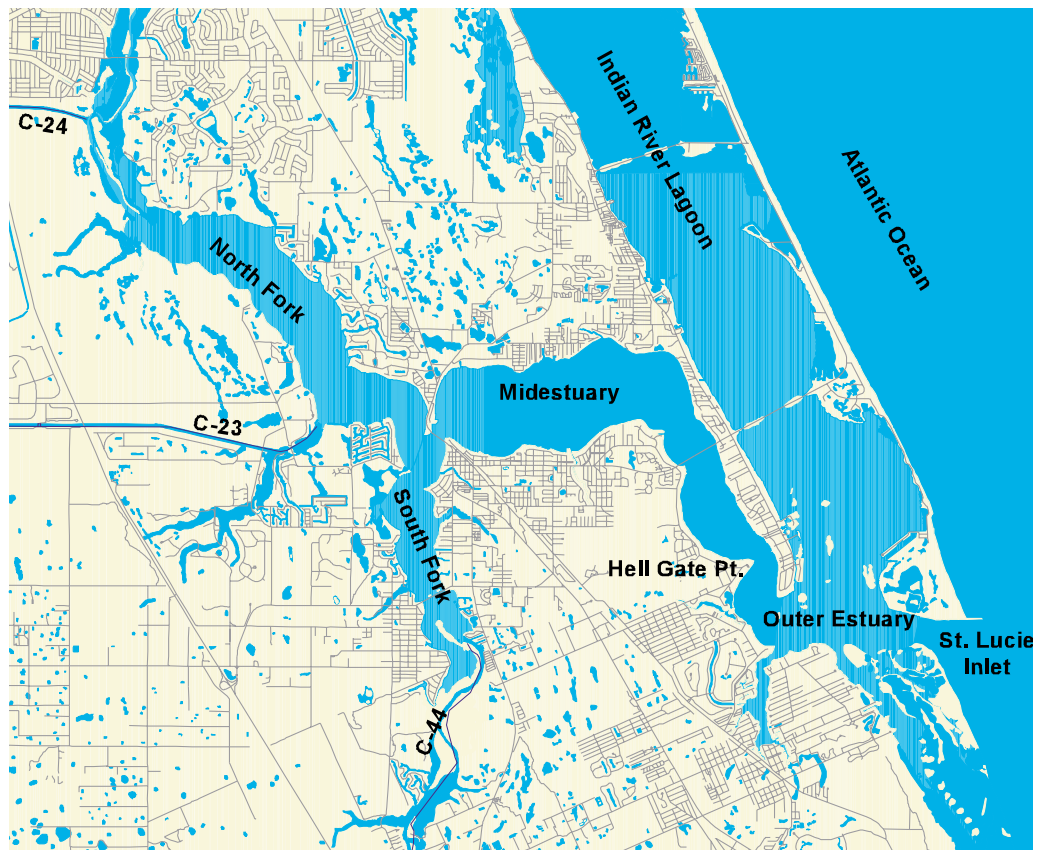 C-24
Indian River Lagoon
Atlantic Ocean
North Fork
Midestuary
C-23
South Fork
Hell Gate Pt.
Outer Estuary
St. Lucie
Inlet
C-44